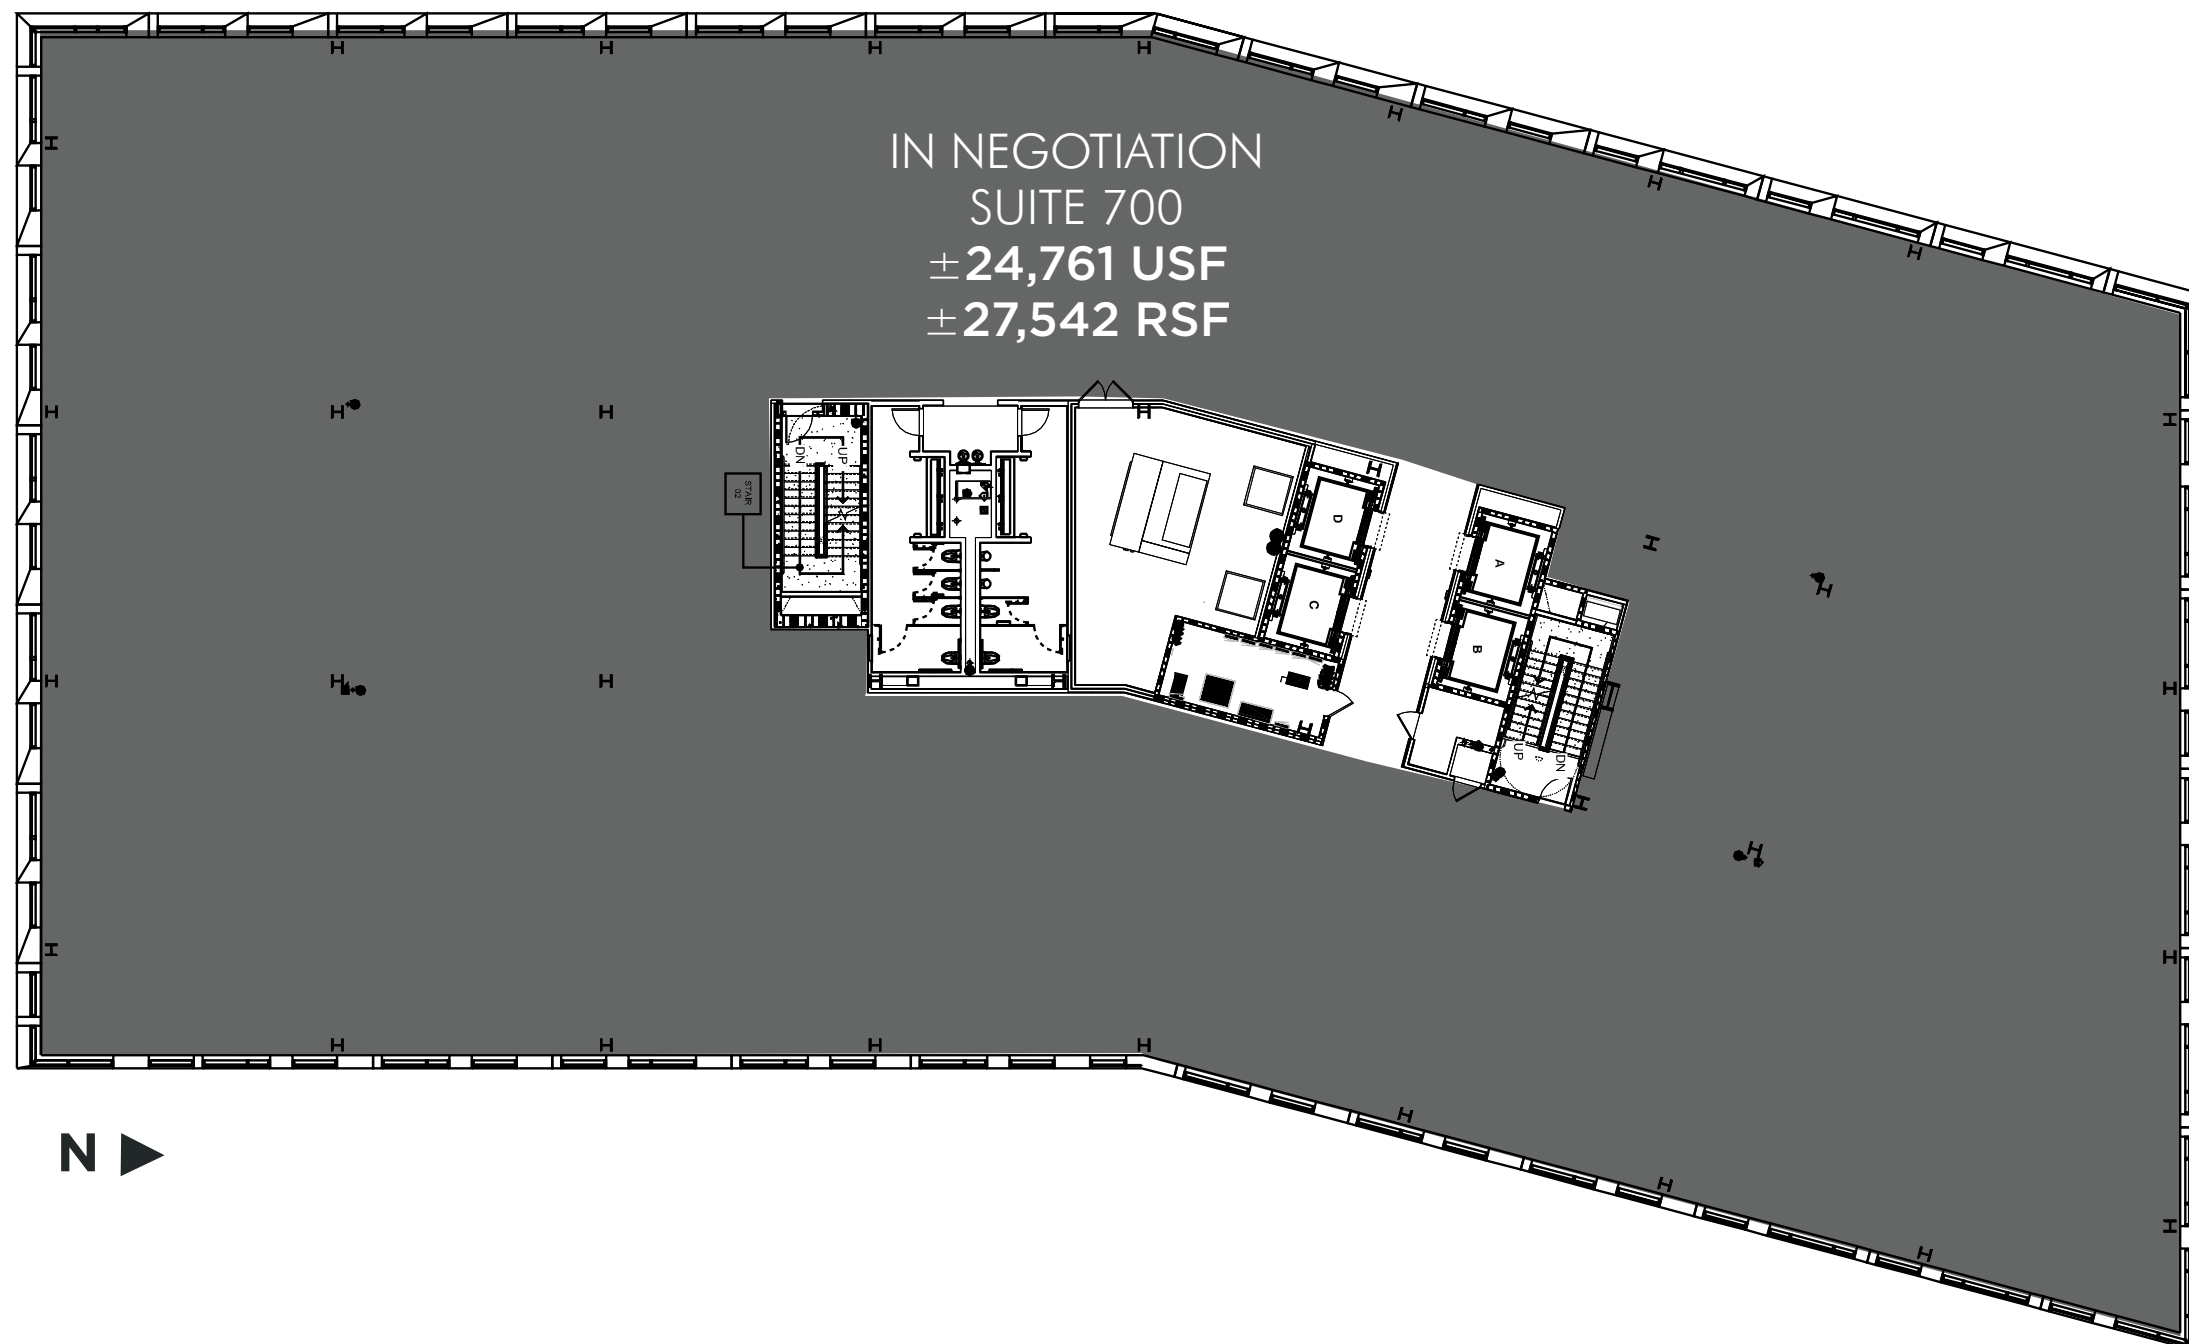 IN NEGOTIATION
SUITE 700
±24,761 USF
±27,542 RSF
DN
UP
STAIR
02
D
C
A
B
UP
DN
N